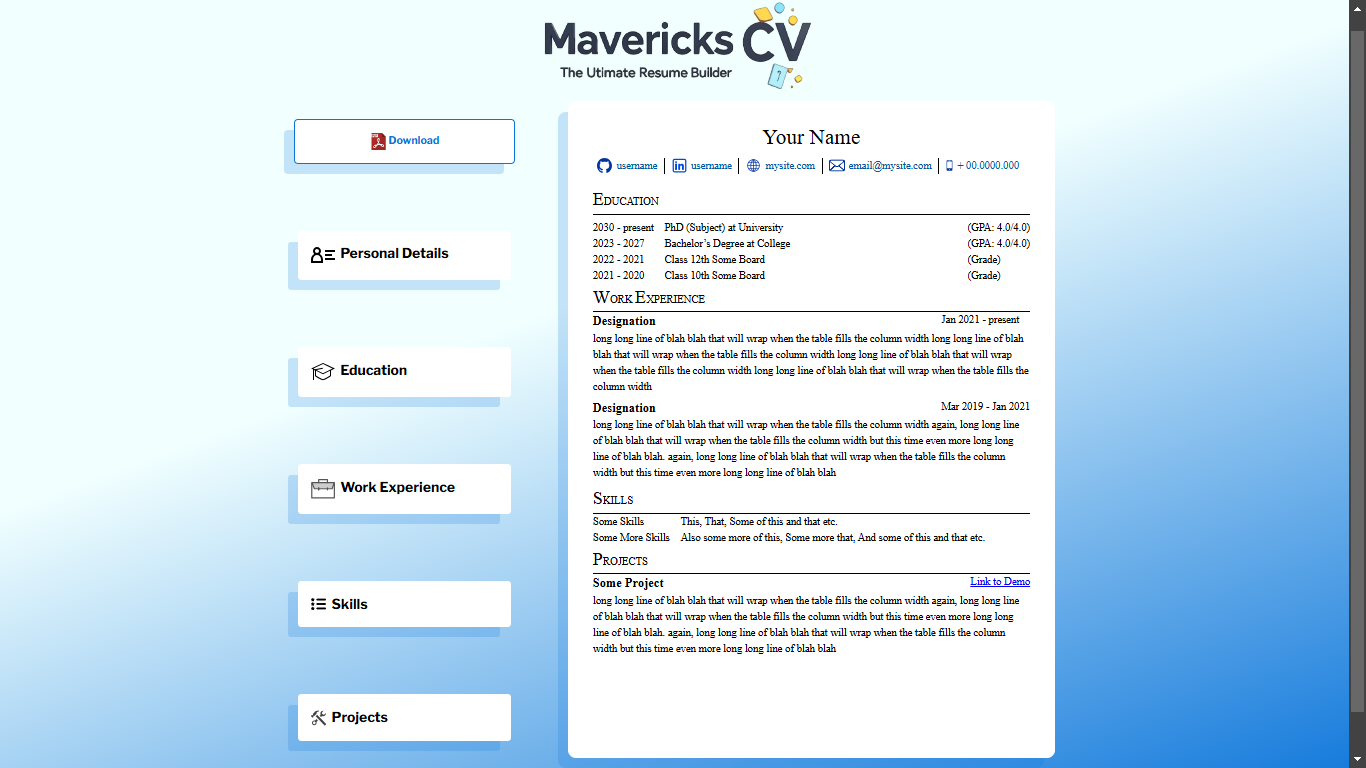 Mavericks CV
The Utimate Resume Builder
Download
Personal Details
Education
Work Experience
Skills
Projects
Your Name
username | username | mysite.com | email@mysite.com | +00.0000.000
Education
2030 - present PhD (Subject) at University (GPA: 4.0/4.0)
2023 - 2027 Bachelor's Degree at College (GPA: 4.0/4.0)
2022 - 2021 Class 12th Some Board (Grade)
2021 - 2020 Class 10th Some Board (Grade)
Work Experience
Designation Jan 2021 - present
long long line of blah blah that will wrap when the table fills the column width long long line of blah
blah that will wrap when the table fills the column width long long line of blah blah that will wrap
when the table fills the column width long long line of blah blah that will wrap when the table fills the
column width
Designation Mar 2019 - Jan 2021
long long line of blah blah that will wrap when the table fills the column width again, long long line
of blah blah that will wrap when the table fills the column width but this time even more long long
line of blah blah. again, long long line of blah blah that will wrap when the table fills the column
width but this time even more long long line of blah blah
Skills
Some Skills This, That, Some of this and that etc.
Some More Skills Also some more of this, Some more that, And some of this and that etc.
Projects
Some Project Link to Demo
long long line of blah blah that will wrap when the table fills the column width again, long long line
of blah blah that will wrap when the table fills the column width but this time even more long long
line of blah blah. again, long long line of blah blah that will wrap when the table fills the column
width but this time even more long long line of blah blah